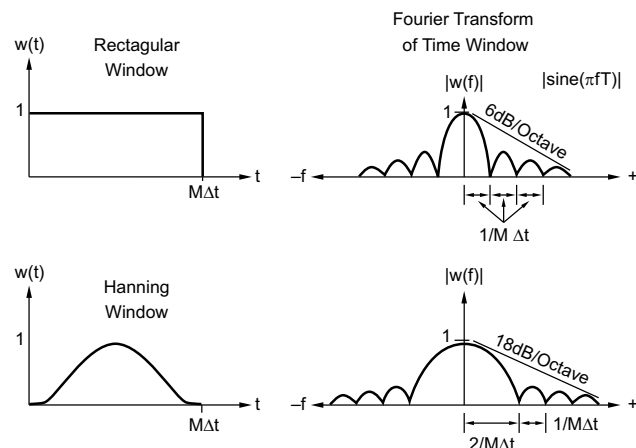 Fourier Transform
of Time Window
Rectagular
Window
w(t)
1
t
MΔt
|w(f)|
|sine(πfT)|
1
6dB/Octave
–f
+
1/M Δt
Hanning
Window
w(t)
1
t
MΔt
|w(f)|
1
18dB/Octave
–f
+
1/MΔt
2/MΔt